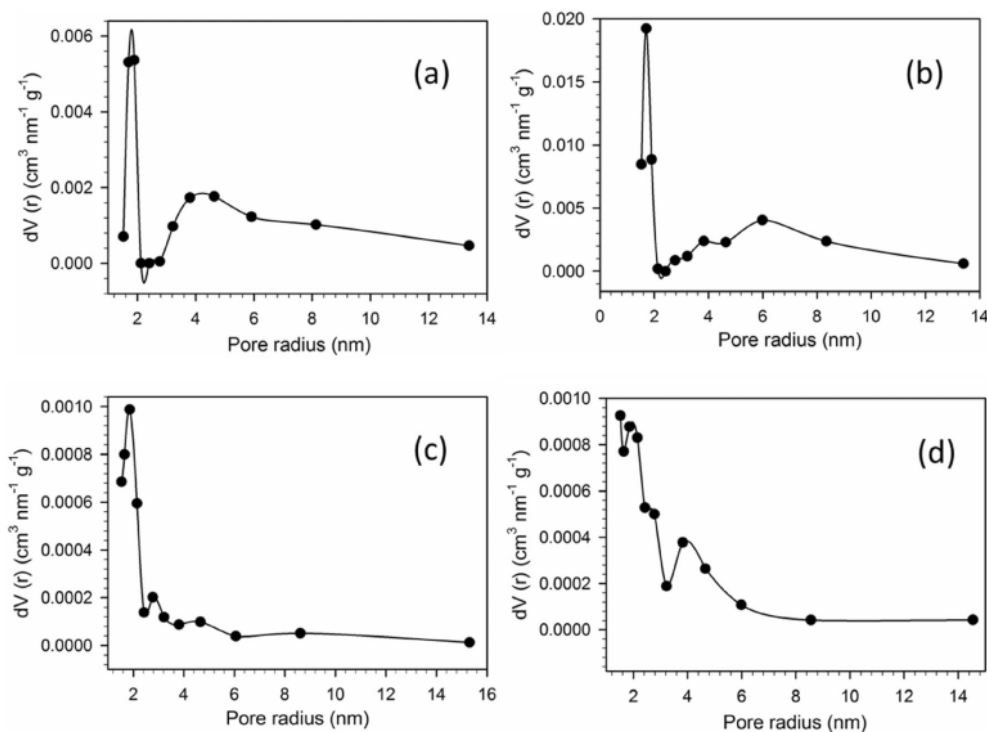 (a)
dV (r) (cm³ nm⁻¹ g⁻¹)
0.006
0.004
0.002
0.000
2 4 6 8 10 12 14
Pore radius (nm)
(b)
dV (r) (cm³ nm⁻¹ g⁻¹)
0.020
0.015
0.010
0.005
0.000
0 2 4 6 8 10 12 14
Pore radius (nm)
(c)
dV (r) (cm³ nm⁻¹ g⁻¹)
0.0010
0.0008
0.0006
0.0004
0.0002
0.0000
2 4 6 8 10 12 14 16
Pore radius (nm)
(d)
dV (r) (cm³ nm⁻¹ g⁻¹)
0.0010
0.0008
0.0006
0.0004
0.0002
0.0000
2 4 6 8 10 12 14
Pore radius (nm)